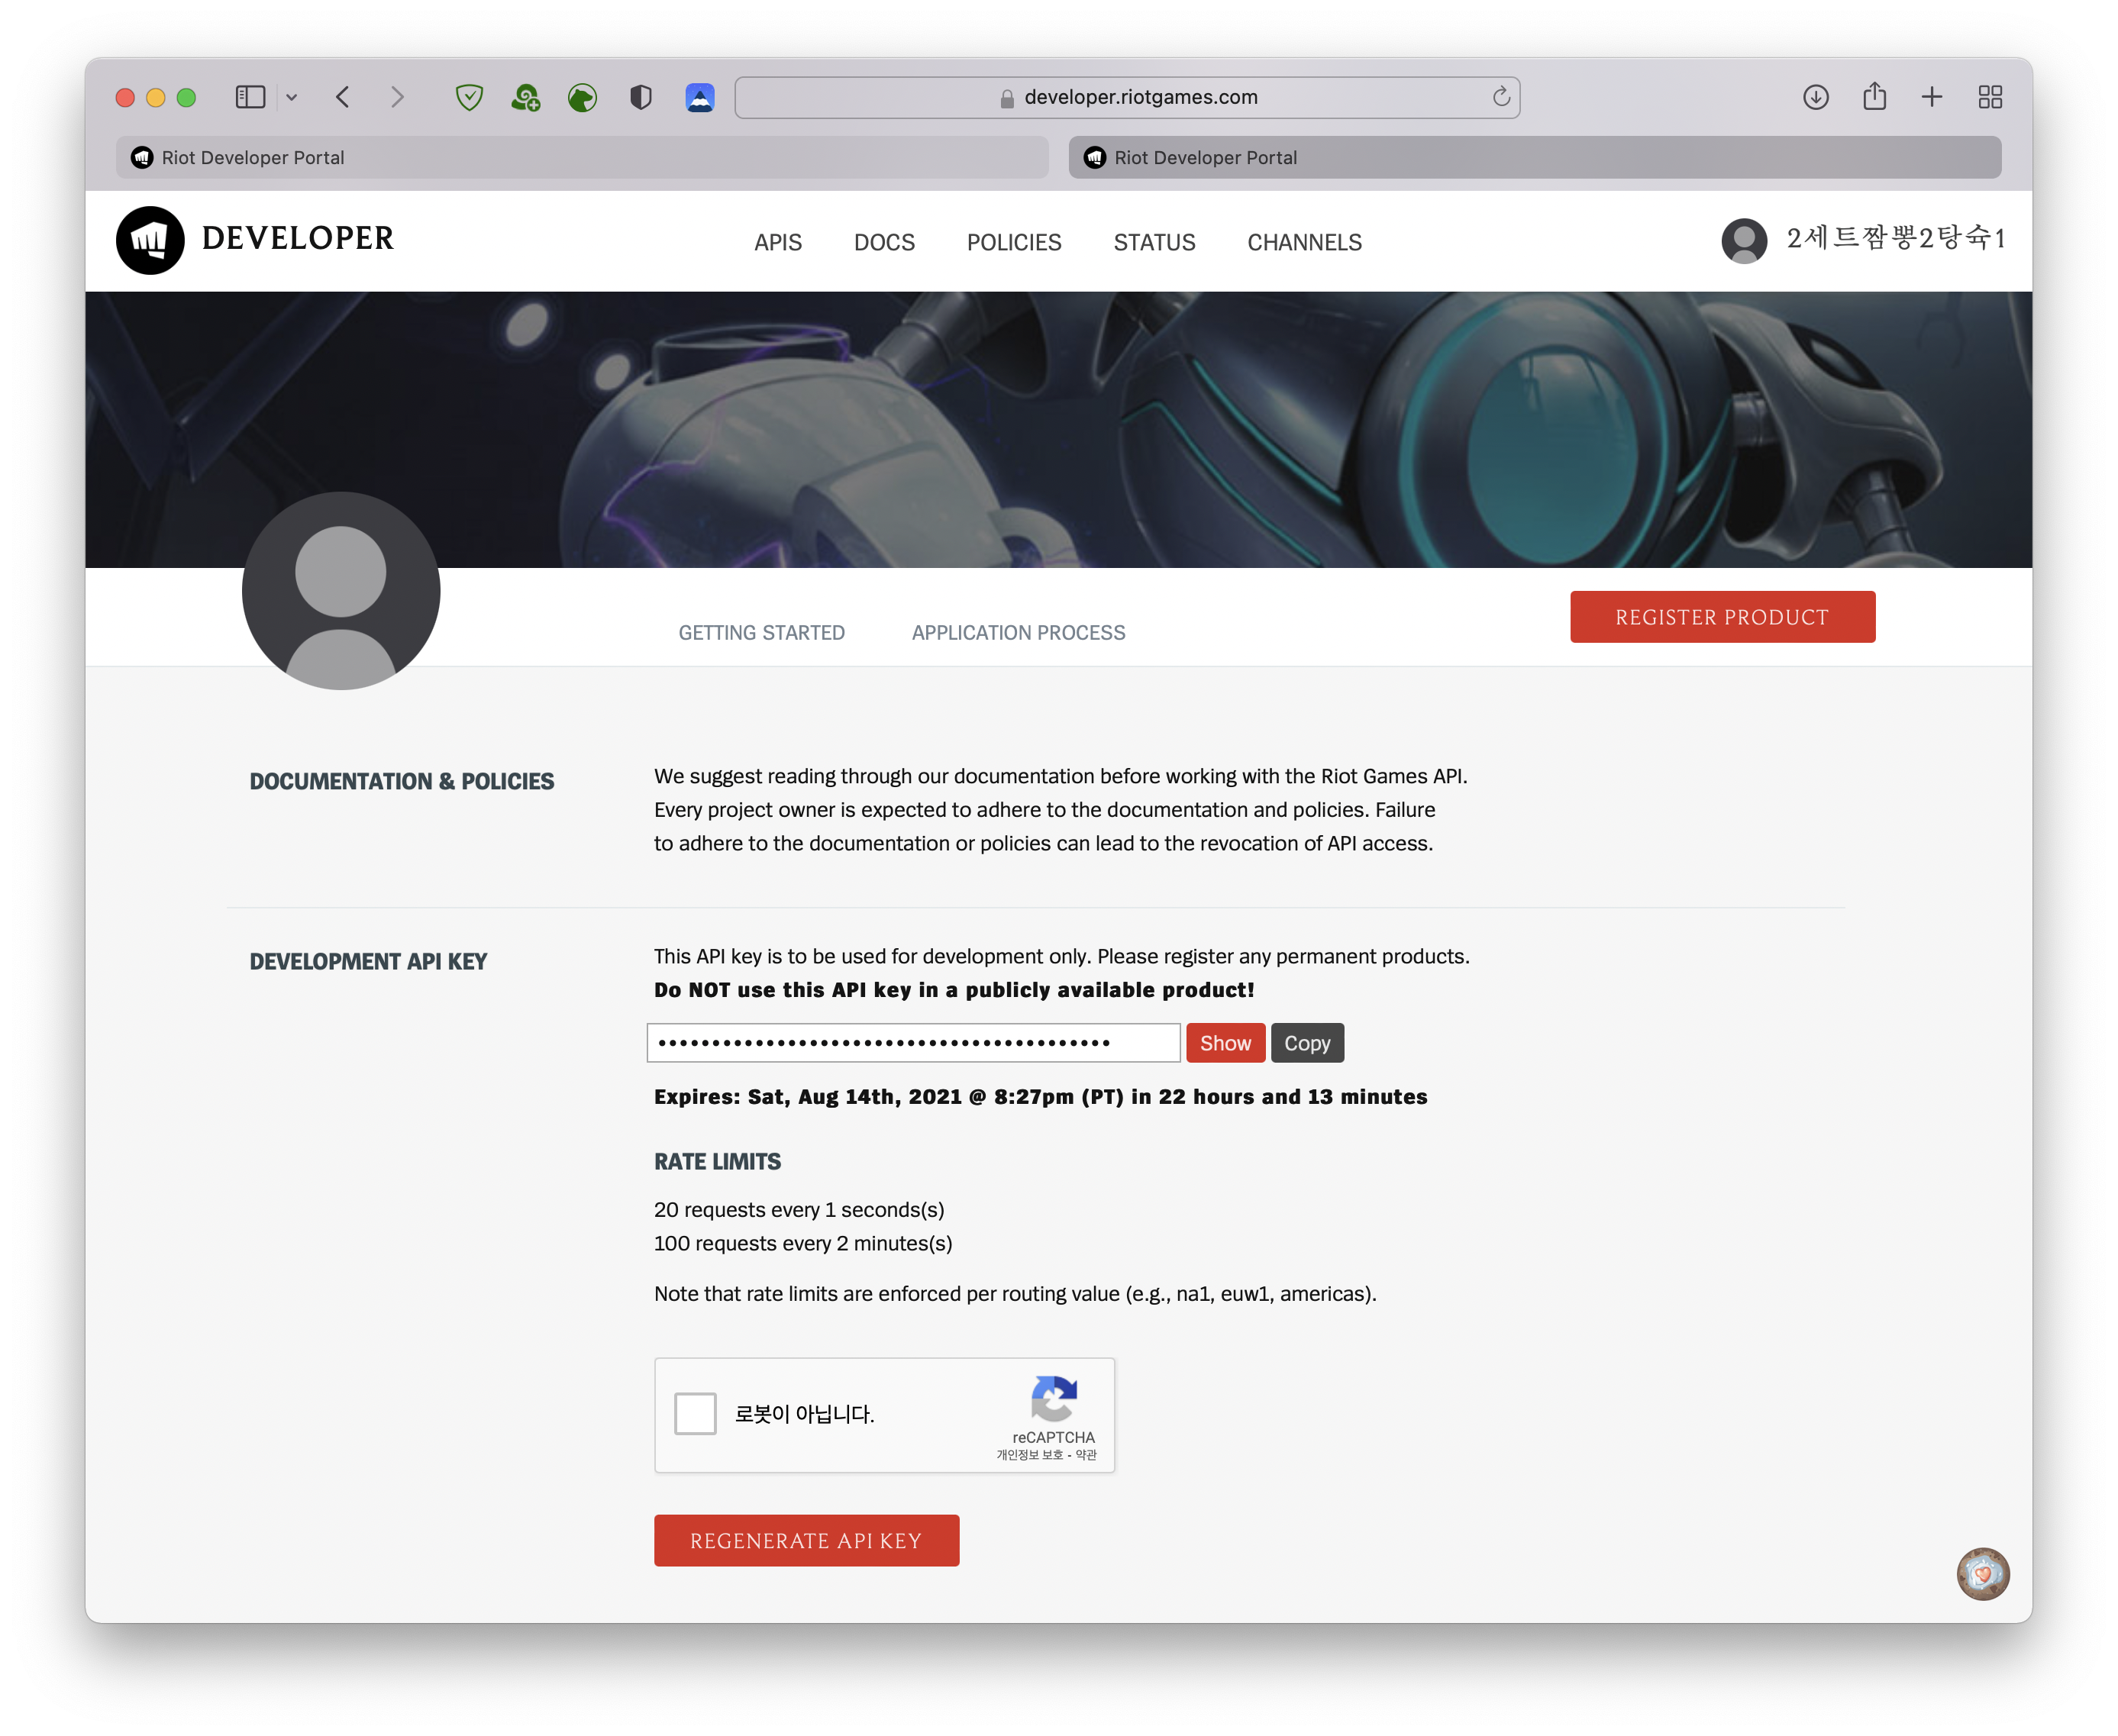 developer.riotgames.com
Riot Developer Portal
Riot Developer Portal
DEVELOPER
APIS
DOCS
POLICIES
STATUS
CHANNELS
2세트짬뽕2탕슉1
GETTING STARTED
APPLICATION PROCESS
REGISTER PRODUCT
DOCUMENTATION & POLICIES
We suggest reading through our documentation before working with the Riot Games API.
Every project owner is expected to adhere to the documentation and policies. Failure
to adhere to the documentation or policies can lead to the revocation of API access.
DEVELOPMENT API KEY
This API key is to be used for development only. Please register any permanent products.
Do NOT use this API key in a publicly available product!
••••••••••••••••••••••••••••••••••••••••••
Show
Copy
Expires: Sat, Aug 14th, 2021 @ 8:27pm (PT) in 22 hours and 13 minutes
RATE LIMITS
20 requests every 1 seconds(s)
100 requests every 2 minutes(s)
Note that rate limits are enforced per routing value (e.g., na1, euw1, americas).
로봇이 아닙니다.
reCAPTCHA
개인정보 보호 - 약관
REGENERATE API KEY